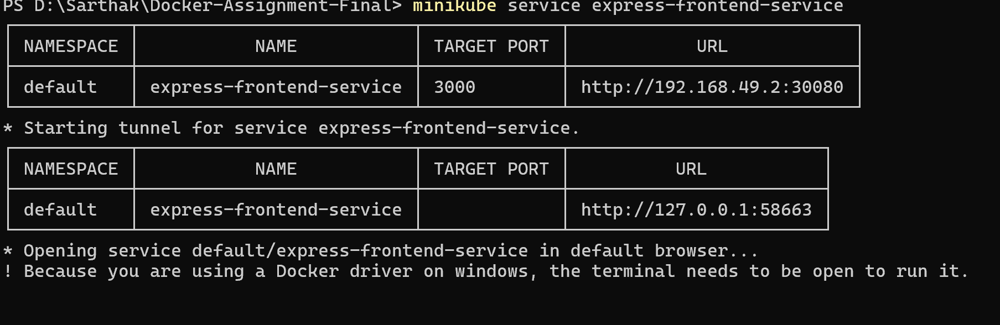 PS D:\Sarthak\Docker-Assignment-Final> minikube service express-frontend-service
NAMESPACE NAME TARGET PORT URL
default express-frontend-service 3000 http://192.168.49.2:30080
* Starting tunnel for service express-frontend-service.
NAMESPACE NAME TARGET PORT URL
default express-frontend-service http://127.0.0.1:58663
* Opening service default/express-frontend-service in default browser...
! Because you are using a Docker driver on windows, the terminal needs to be open to run it.